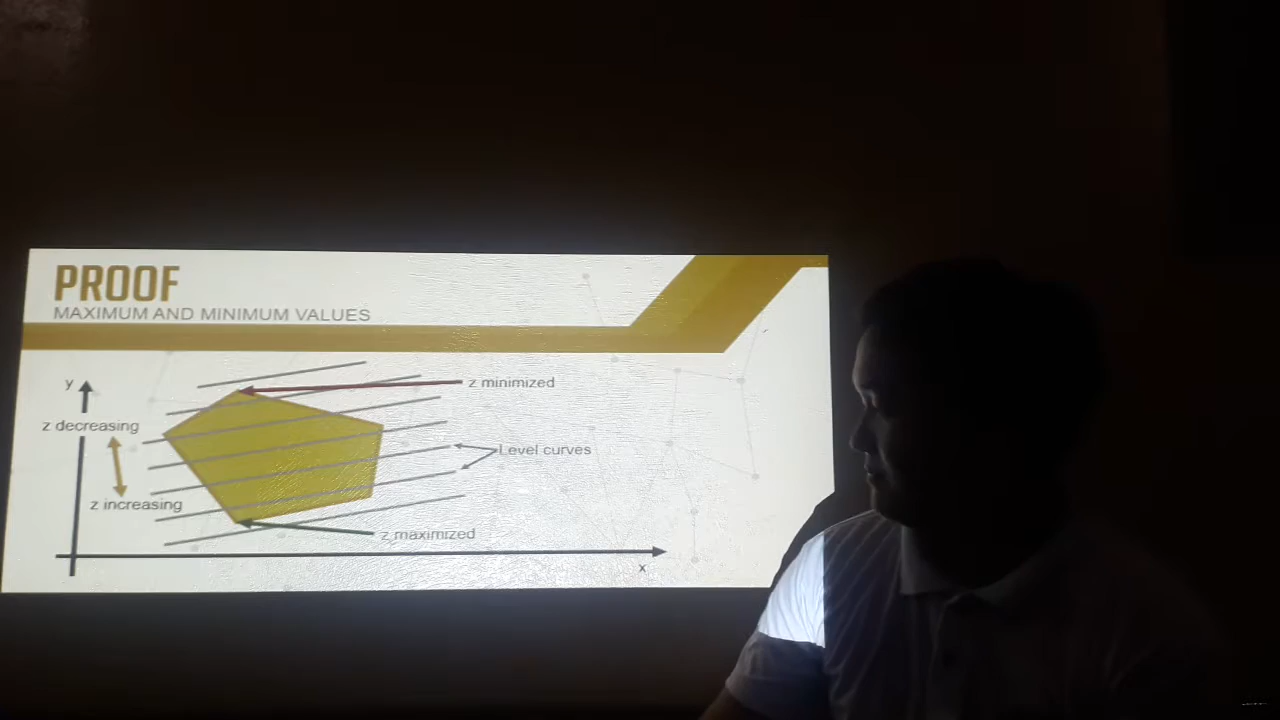 PROOF
MAXIMUM AND MINIMUM VALUES
y
z minimized
z decreasing
Level curves
z increasing
z maximized
x